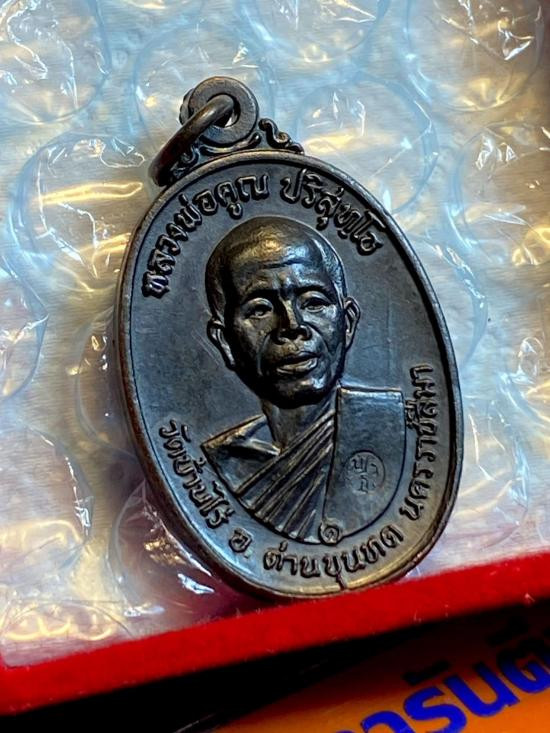 หลวงพ่อคูณ ปริสุทฺโธ
๑
วัดบ้านไร่ อ. ด่านขุนทด นครราชสีมา